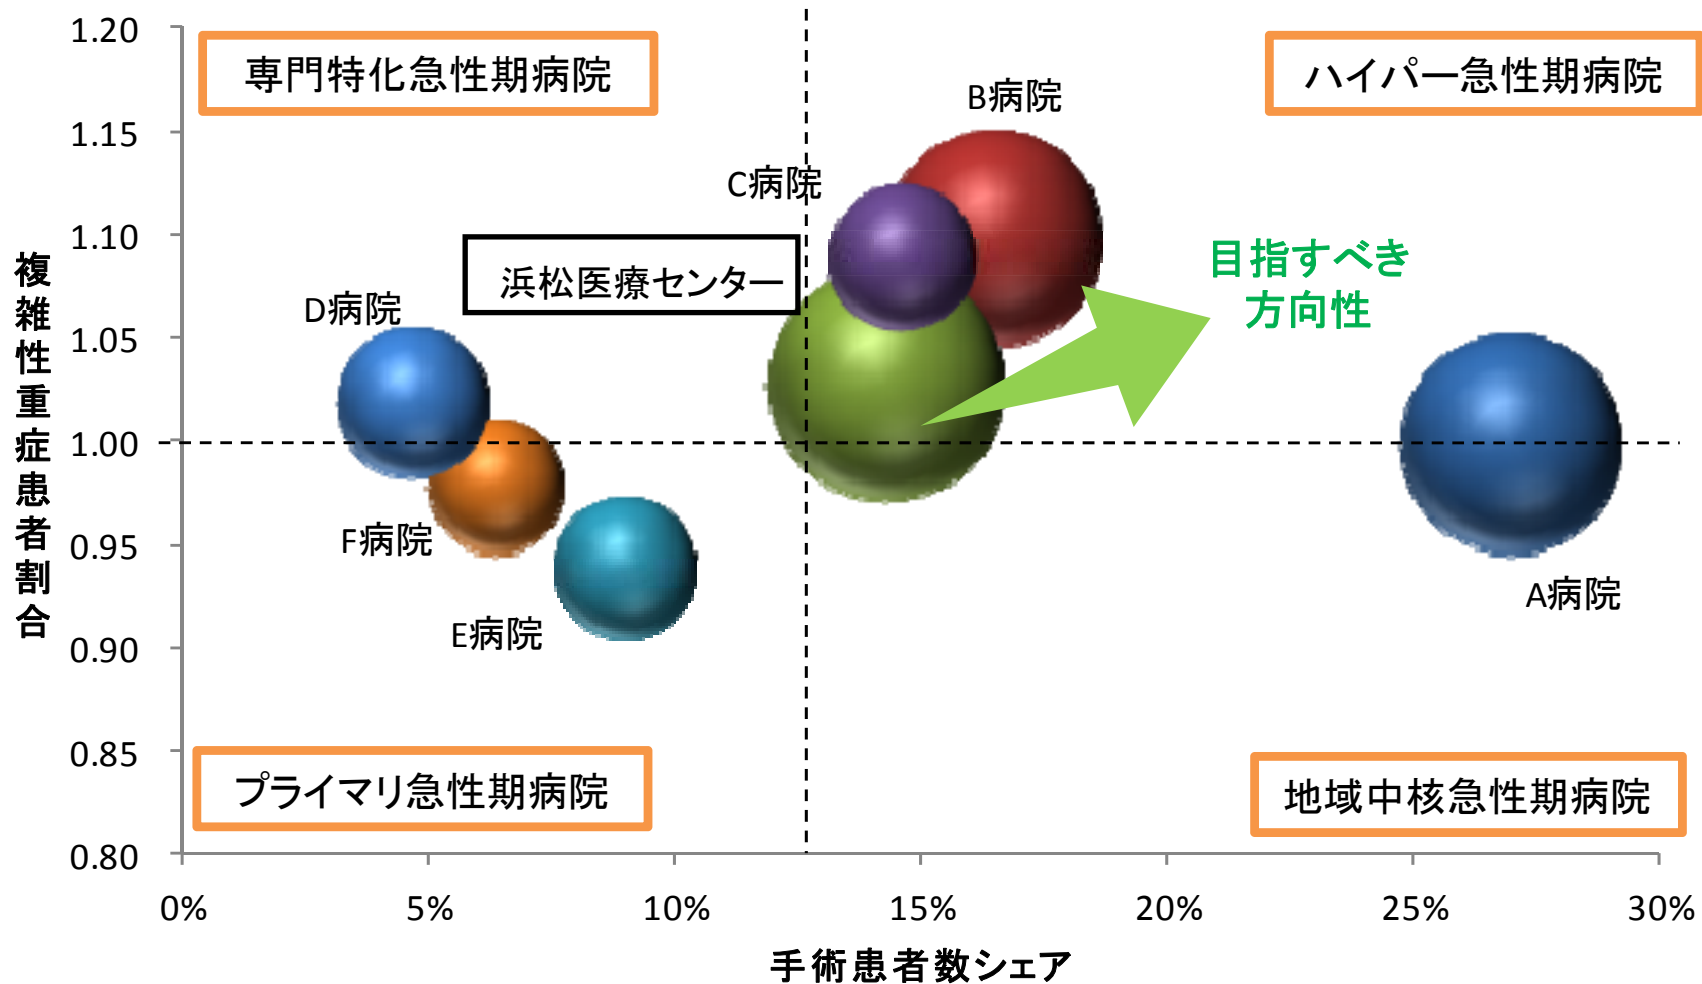 1.20
1.15
1.10
1.05
1.00
0.95
0.90
0.85
0.80
複雑性重症患者割合
専門特化急性期病院
ハイパー急性期病院
B病院
C病院
浜松医療センター
目指すべき
方向性
D病院
F病院
E病院
A病院
プライマリ急性期病院
地域中核急性期病院
0%
5%
10%
15%
20%
25%
30%
手術患者数シェア